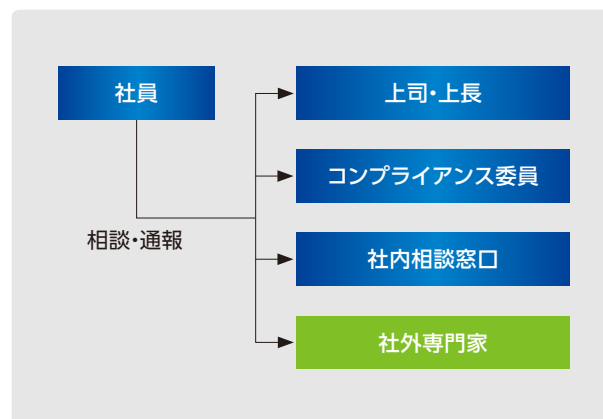 社員
相談・通報
上司・上長
コンプライアンス委員
社内相談窓口
社外専門家